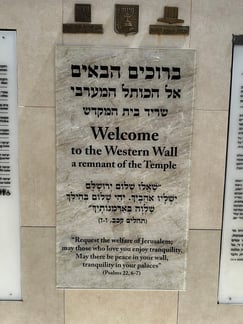 ברוכים הבאים
אל הכותל המערבי
שריד בית המקדש
Welcome
to the Western Wall
a remnant of the Temple
"שאלו שלום ירושלם
ישליו אהביך. יהי שלום בחילך
שלוה בארמנותיך"
(תהלים קכב, ו-ז)
"Request the welfare of Jerusalem;
may those who love you enjoy tranquility.
May there be peace in your wall,
tranquility in your palaces"
(Psalms 22, 6-7)